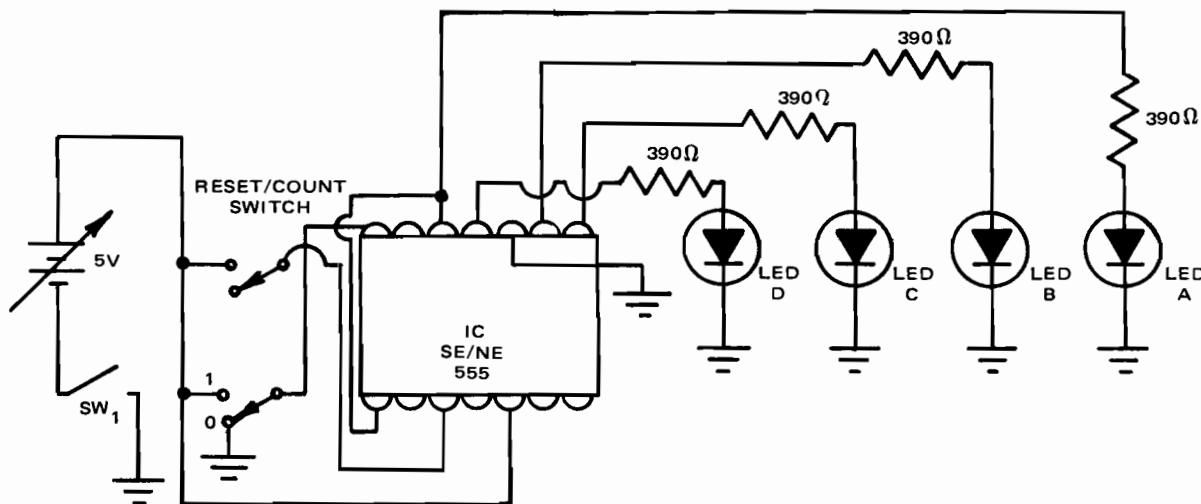 390Ω
390Ω
390Ω
390Ω
RESET/COUNT
SWITCH
5V
LED
D
LED
C
LED
B
LED
A
IC
SE/NE
555
1
0
SW1